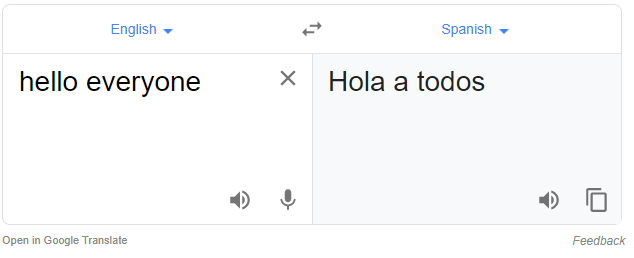 English Spanish
hello everyone Hola a todos
Open in Google Translate Feedback